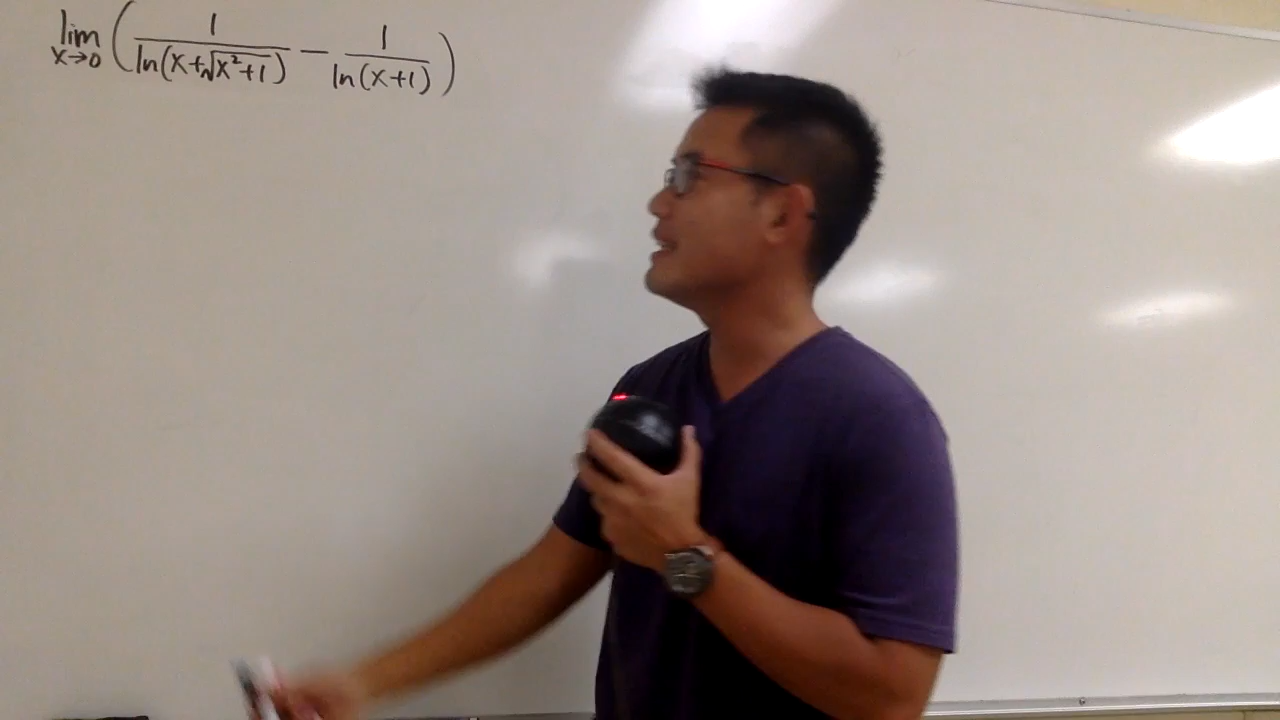 lim x→0 ( 1/ln(x+√(x²+1)) − 1/ln(x+1) )